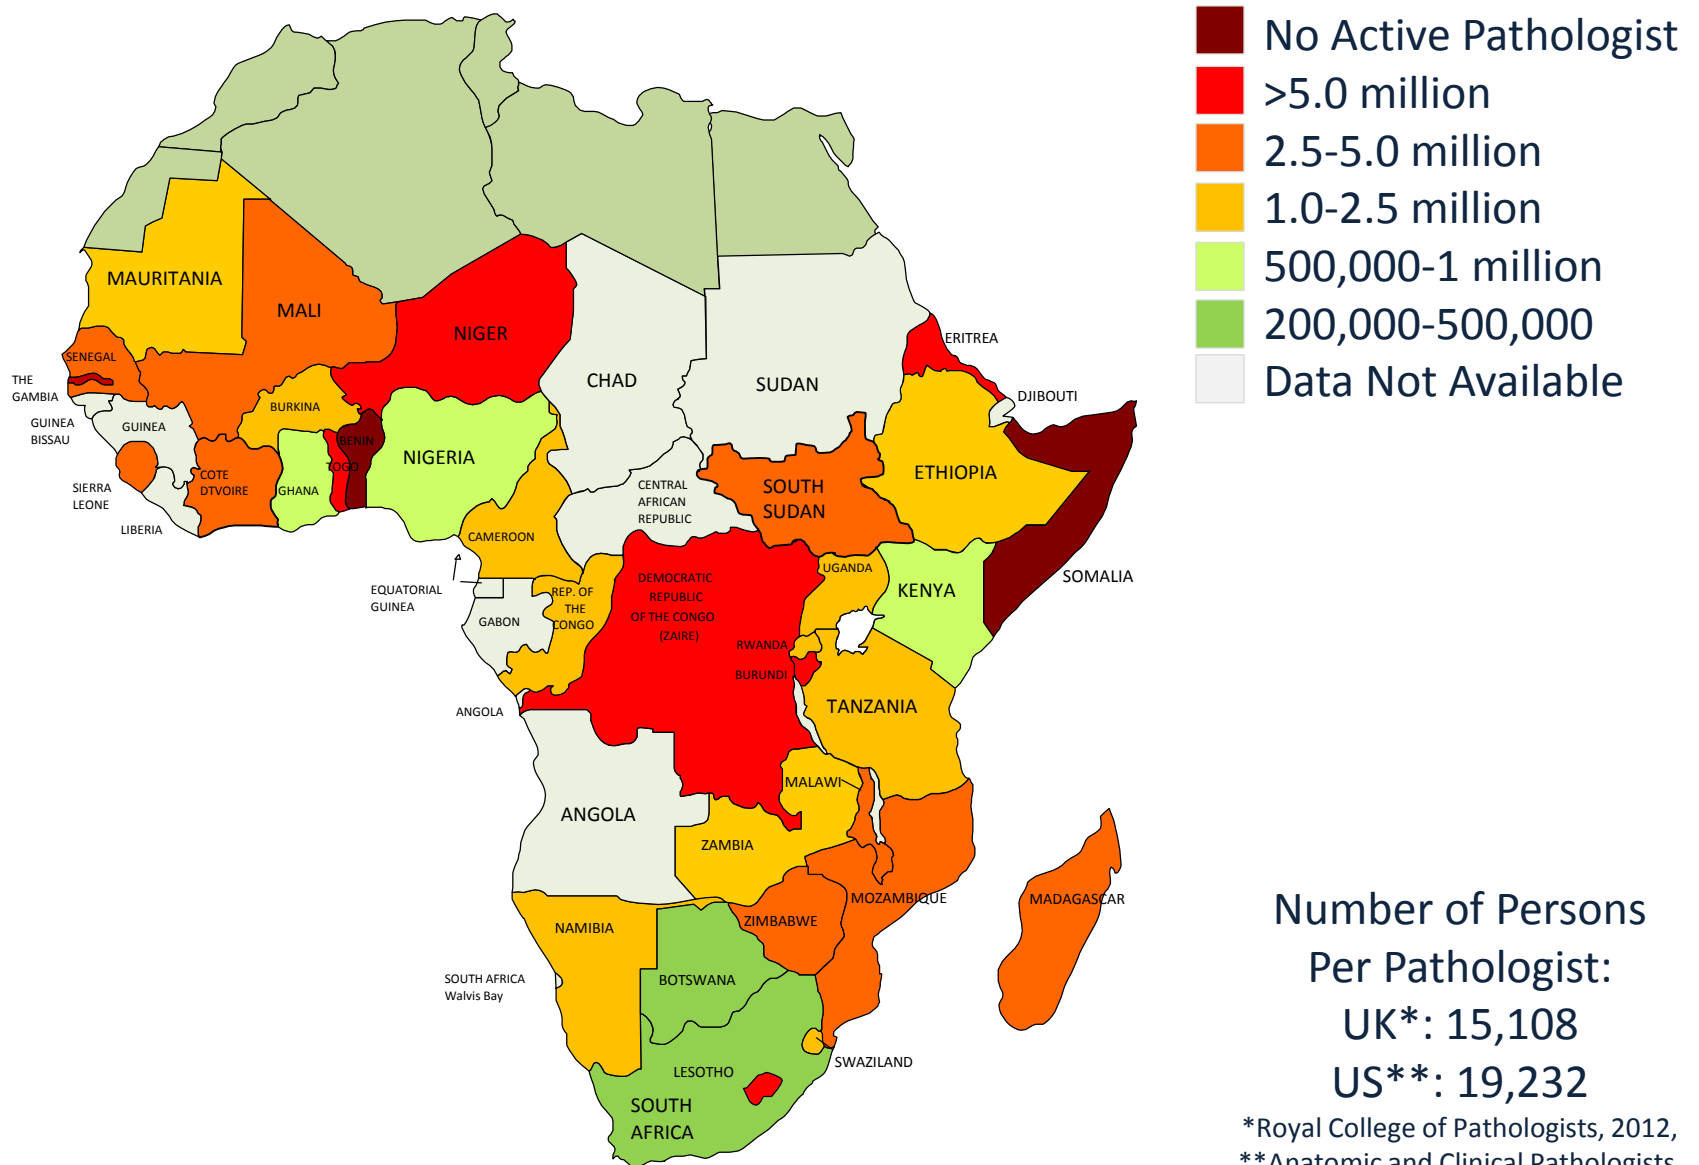 No Active Pathologist
>5.0 million
2.5-5.0 million
1.0-2.5 million
500,000-1 million
200,000-500,000
Data Not Available
MAURITANIA
MALI
NIGER
CHAD
SUDAN
ERITREA
DJIBOUTI
SENEGAL
THE
GAMBIA
GUINEA
BISSAU
GUINEA
SIERRA
LEONE
LIBERIA
COTE
DTVOIRE
BURKINA
GHANA
TOGO
BENIN
NIGERIA
CAMEROON
CENTRAL
AFRICAN
REPUBLIC
SOUTH
SUDAN
ETHIOPIA
SOMALIA
EQUATORIAL
GUINEA
GABON
REP. OF
THE
CONGO
DEMOCRATIC
REPUBLIC
OF THE CONGO
(ZAIRE)
UGANDA
KENYA
RWANDA
BURUNDI
TANZANIA
ANGOLA
ANGOLA
MALAWI
ZAMBIA
MOZAMBIQUE
MADAGASCAR
ZIMBABWE
NAMIBIA
BOTSWANA
SOUTH AFRICA
Walvis Bay
SWAZILAND
LESOTHO
SOUTH
AFRICA
Number of Persons
Per Pathologist:
UK*: 15,108
US**: 19,232
*Royal College of Pathologists, 2012,
**Anatomic and Clinical Pathologists